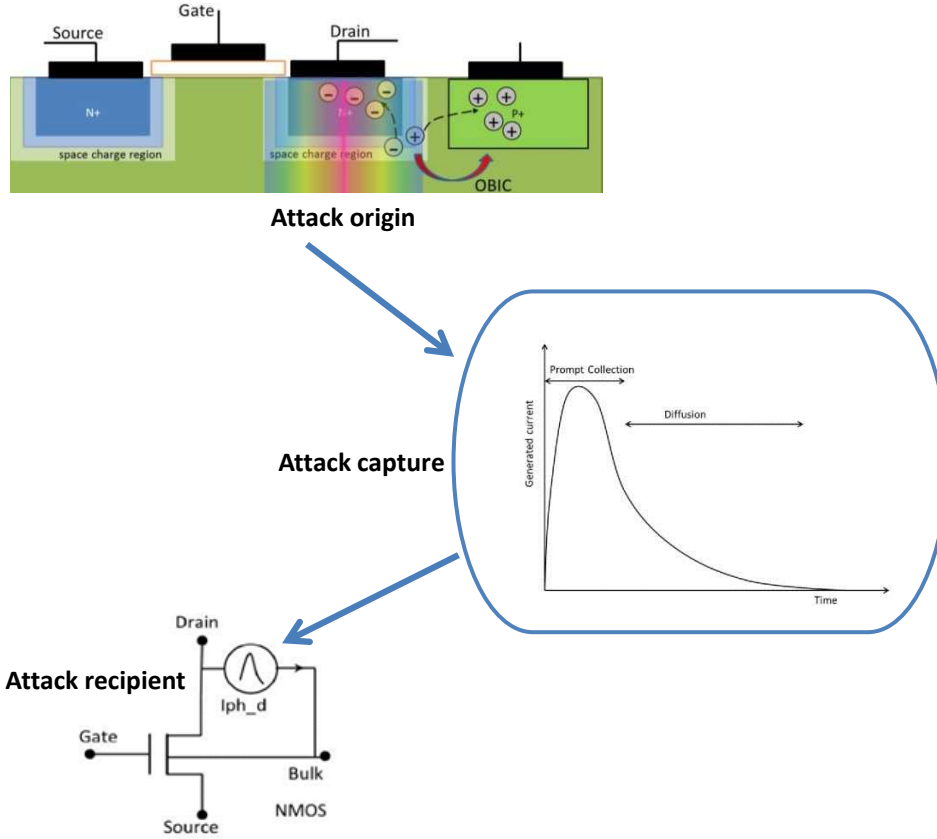 Gate
Source
Drain
N+
N+
P+
space charge region
space charge region
OBIC
Attack origin
Prompt Collection
Diffusion
Generated current
Time
Attack capture
Drain
Attack recipient
Iph_d
Gate
Bulk
NMOS
Source